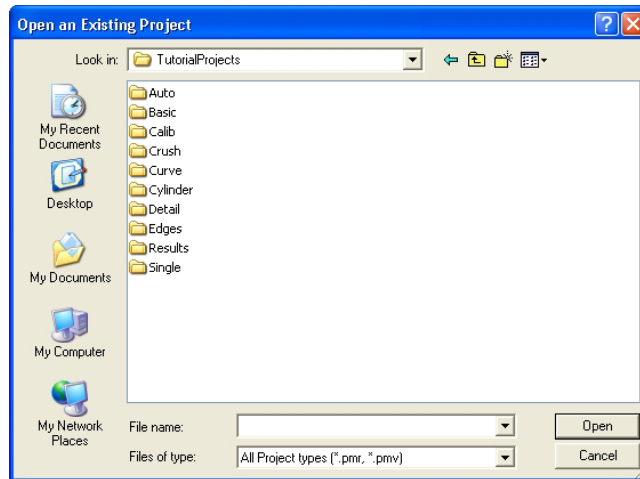 Open an Existing Project
Look in:
TutorialProjects
My Recent
Documents
Desktop
My Documents
My Computer
My Network
Places
Auto
Basic
Calib
Crush
Curve
Cylinder
Detail
Edges
Results
Single
File name:
Open
Files of type:
All Project types (*.pmr, *.pmv)
Cancel